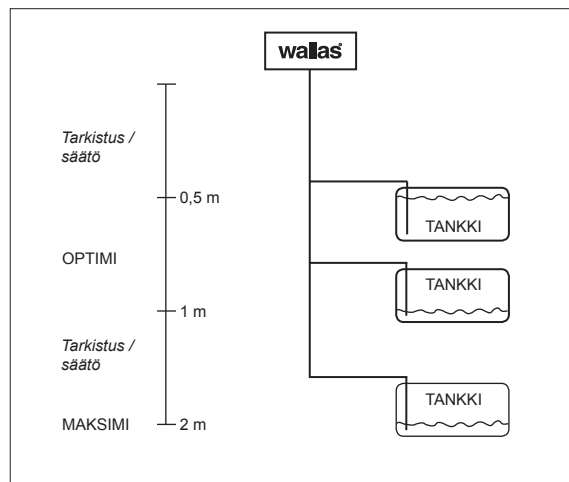 wallas®
Tarkistus /
säätö
0,5 m
TANKKI
OPTIMI
TANKKI
1 m
Tarkistus /
säätö
TANKKI
MAKSIMI
2 m